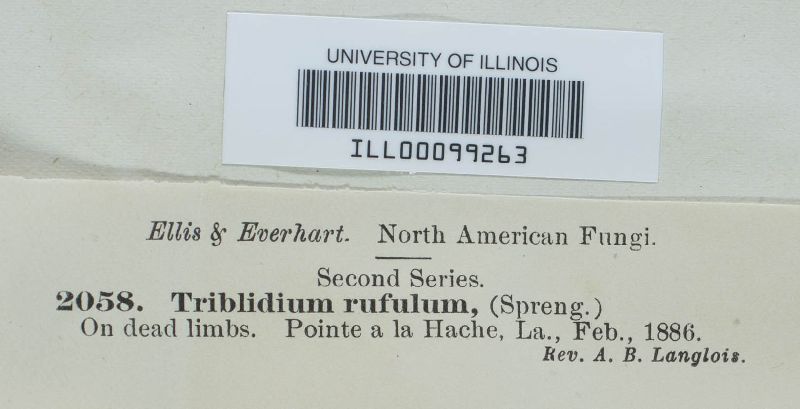 UNIVERSITY OF ILLINOIS
ILL00099263
Ellis & Everhart. North American Fungi.
Second Series.
2058. Triblidium rufulum, (Spreng.)
On dead limbs. Pointe a la Hache, La., Feb., 1886.
Rev. A. B. Langlois.